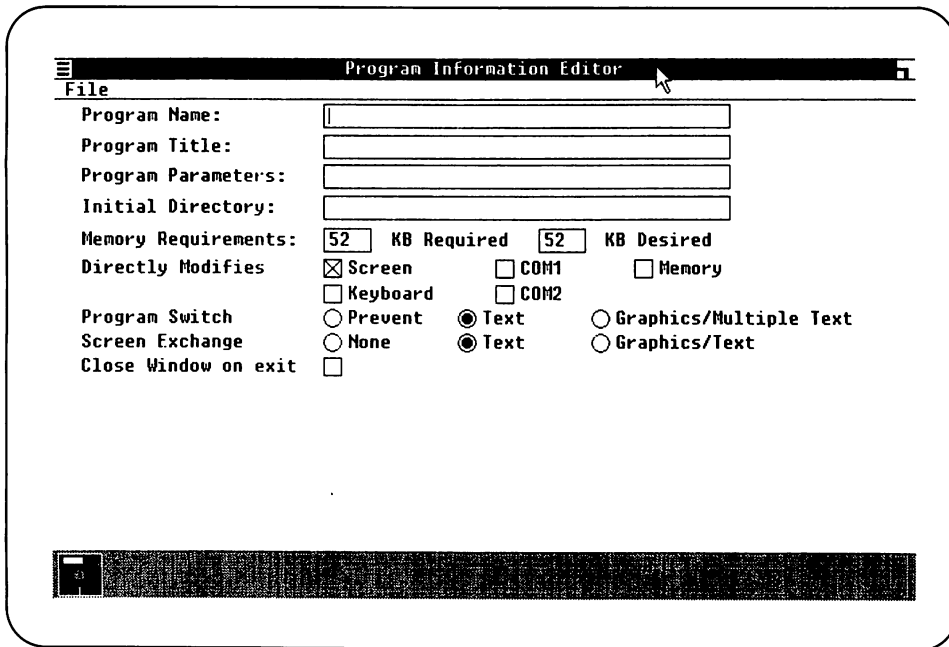 Program Information Editor
File
Program Name:
Program Title:
Program Parameters:
Initial Directory:
Memory Requirements: 52 KB Required 52 KB Desired
Directly Modifies Screen COM1 Memory
Keyboard COM2
Program Switch Prevent Text Graphics/Multiple Text
Screen Exchange None Text Graphics/Text
Close Window on exit